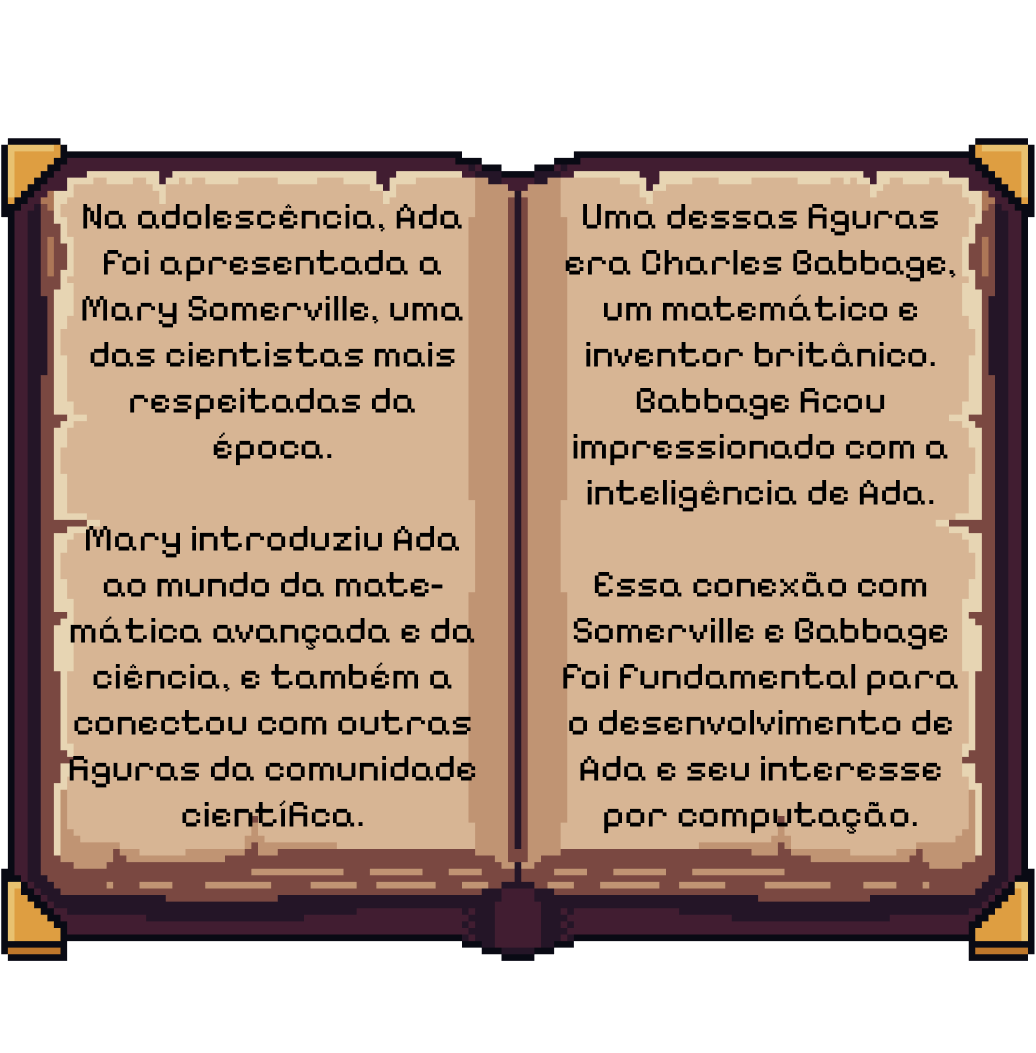 Na adolescência, Ada
foi apresentada a
Mary Somerville, uma
das cientistas mais
respeitadas da
época.
Mary introduziu Ada
ao mundo da mate-
mática avançada e da
ciência, e também a
conectou com outras
figuras da comunidade
científica.
Uma dessas figuras
era Charles Babbage,
um matemático e
inventor britânico.
Babbage ficou
impressionado com a
inteligência de Ada.
Essa conexão com
Somerville e Babbage
foi fundamental para
o desenvolvimento de
Ada e seu interesse
por computação.